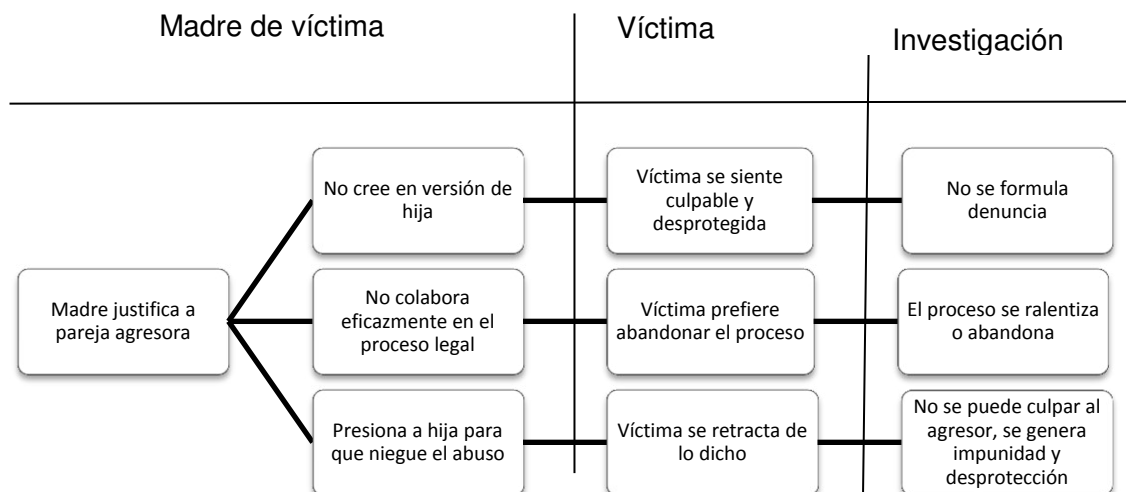 Madre de víctima
Víctima
Investigación
No cree en versión de
hija
Víctima se siente
culpable y
desprotegida
No se formula
denuncia
Madre justifica a
pareja agresora
No colabora
eficazmente en el
proceso legal
Víctima prefiere
abandonar el proceso
El proceso se ralentiza
o abandona
Presiona a hija para
que niegue el abuso
Víctima se retracta de
lo dicho
No se puede culpar al
agresor, se genera
impunidad y
desprotección